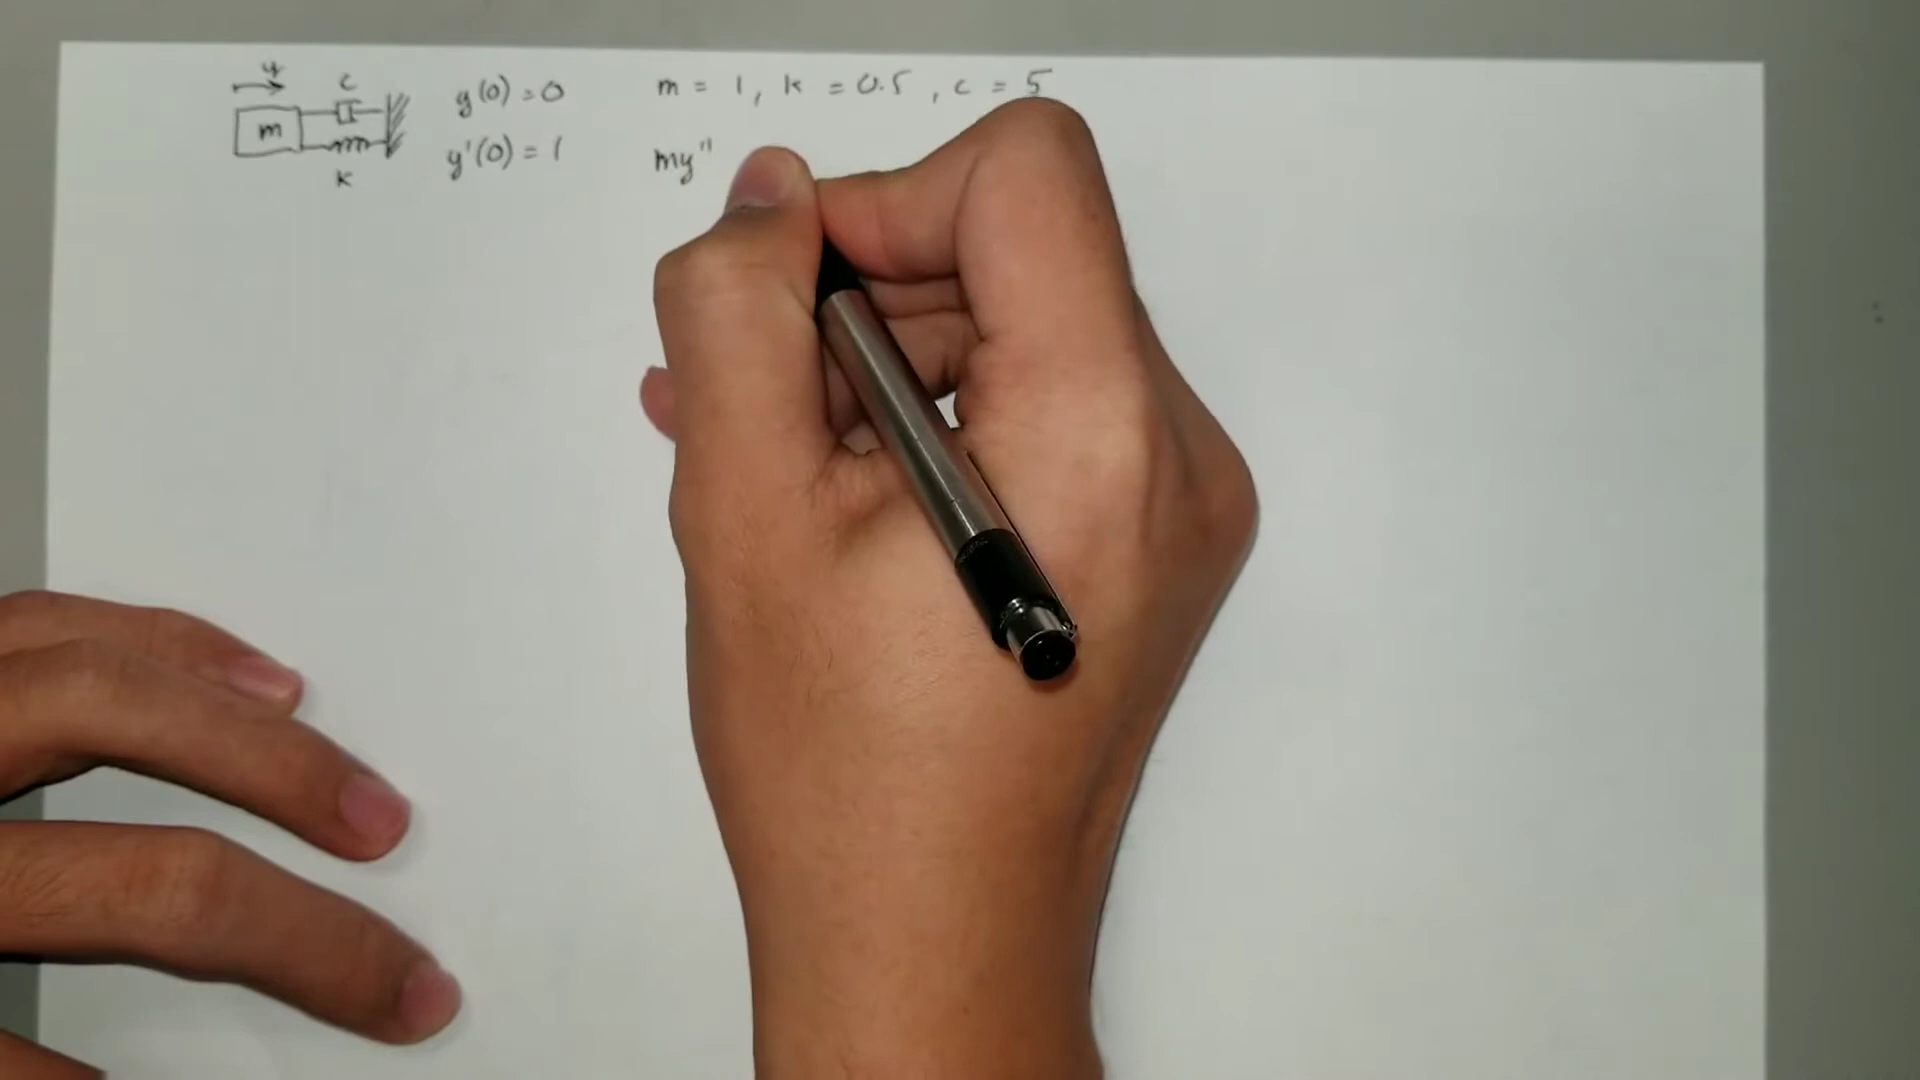 y
c
m
k
y(0) = 0
y'(0) = 1
m = 1, k = 0.5, c = 5
my"